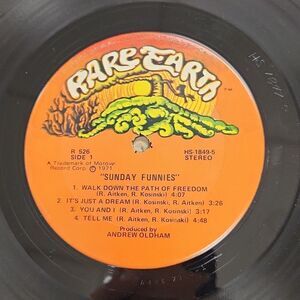 RARE EARTH
R 526
SIDE 1
HS-1849-5
STEREO
A Trademark of Motown
Record Corp. © 1971
"SUNDAY FUNNIES"
1. WALK DOWN THE PATH OF FREEDOM
(R. Aitken, R. Kosinski) 4:07
2. IT'S JUST A DREAM (R. Aitken, R. Kosinski) 3:11
3. YOU AND I (R. Aitken, R. Kosinski) 3:17
4. TELL ME (R. Aitken, R. Kosinski) 4:48
Produced by
ANDREW OLDHAM